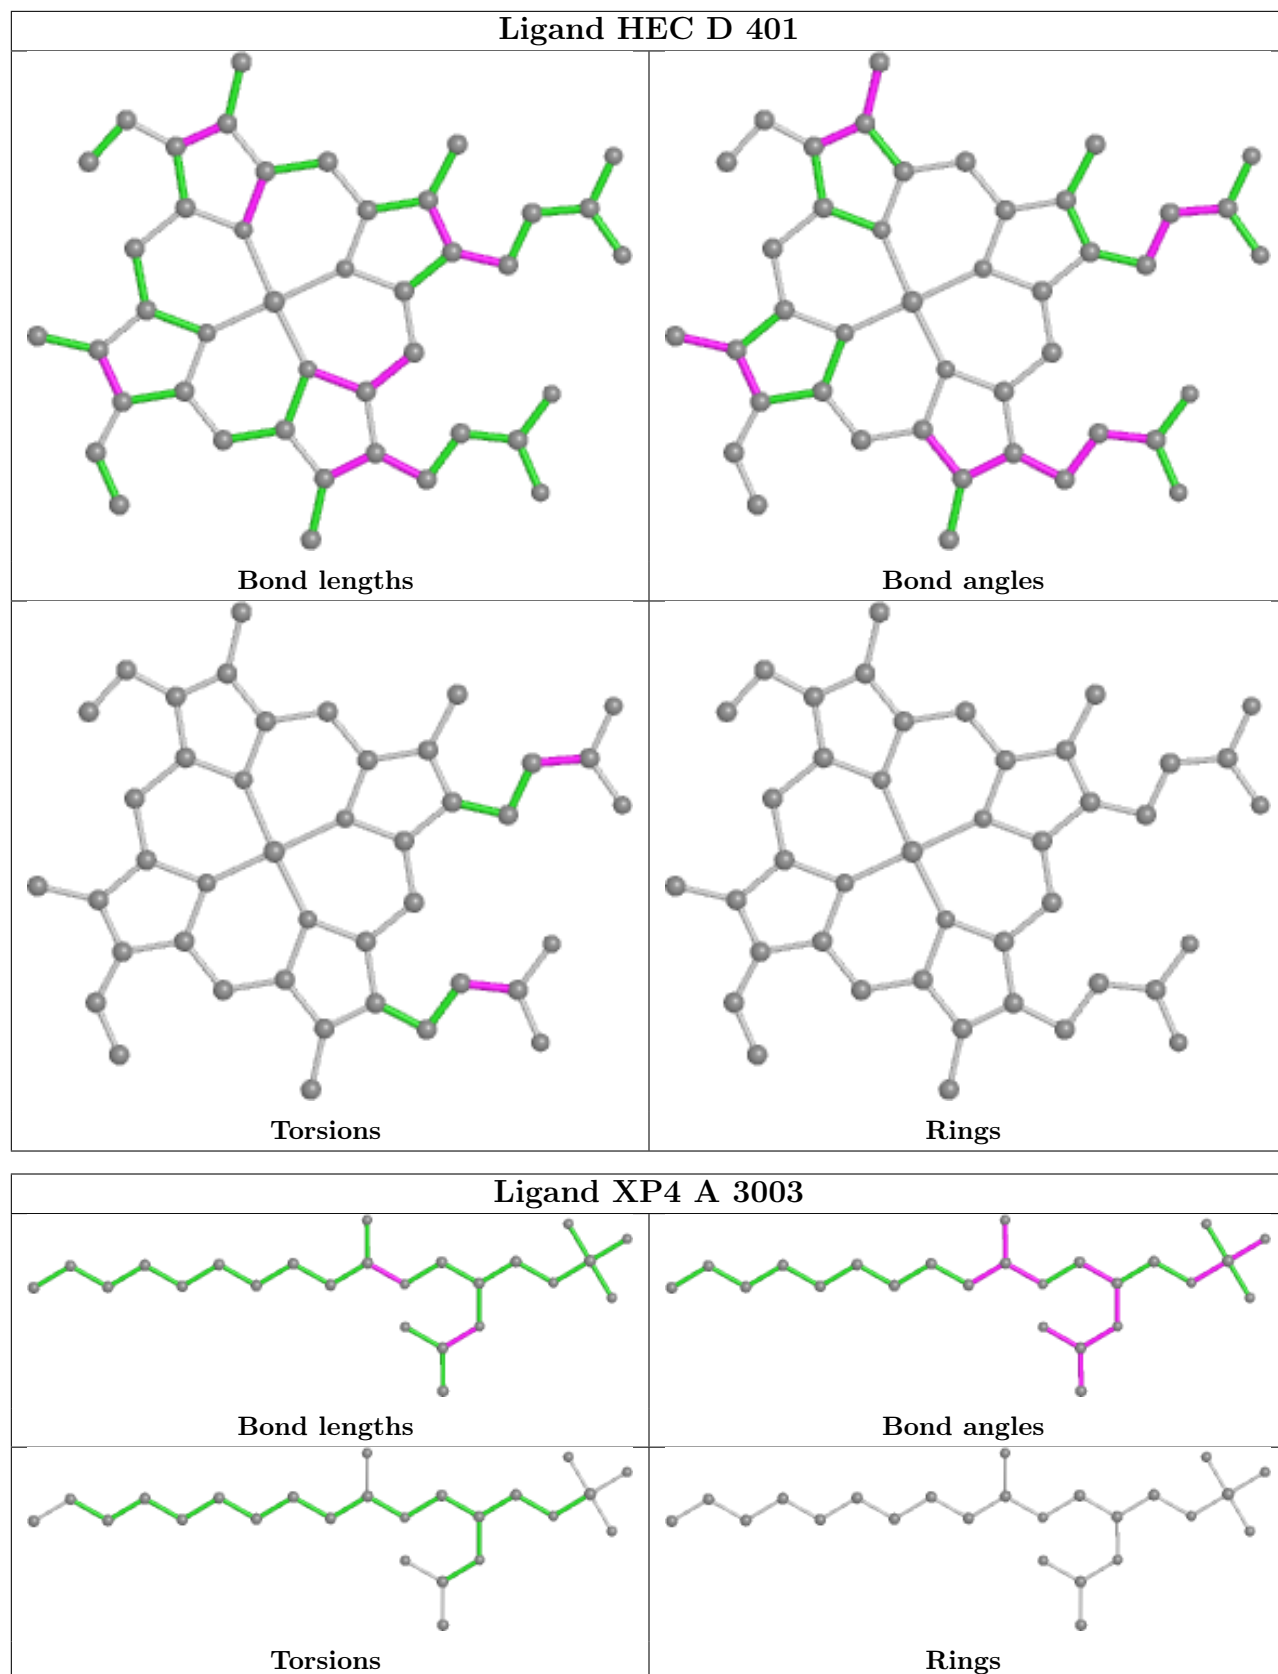 Ligand HEC D 401
Bond lengths
Bond angles
Torsions
Rings
Ligand XP4 A 3003
Bond lengths
Bond angles
Torsions
Rings